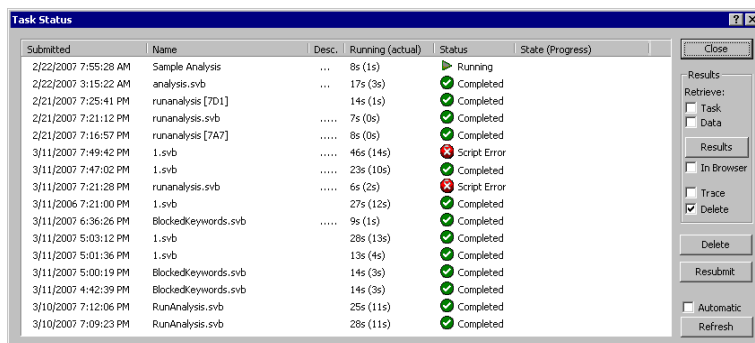 Task Status
Submitted Name Desc. Running (actual) Status State (Progress)
2/22/2007 7:55:28 AM Sample Analysis ... 8s (1s) Running
2/22/2007 3:15:22 AM analysis.svb ... 17s (3s) Completed
2/21/2007 7:25:41 PM runanalysis [7D1] 14s (1s) Completed
2/21/2007 7:21:12 PM runanalysis.svb ..... 7s (0s) Completed
2/21/2007 7:16:57 PM runanalysis [7A7] ..... 8s (0s) Completed
3/11/2007 7:49:42 PM 1.svb ..... 46s (14s) Script Error
3/11/2007 7:47:02 PM 1.svb ..... 23s (10s) Completed
3/11/2007 7:21:28 PM runanalysis.svb ..... 6s (2s) Script Error
3/11/2006 7:21:00 PM 1.svb 27s (12s) Completed
3/11/2007 6:36:26 PM BlockedKeywords.svb ..... 9s (1s) Completed
3/11/2007 5:03:12 PM 1.svb 28s (13s) Completed
3/11/2007 5:01:36 PM 1.svb 13s (4s) Completed
3/11/2007 5:00:19 PM BlockedKeywords.svb 14s (3s) Completed
3/11/2007 4:42:39 PM BlockedKeywords.svb 14s (3s) Completed
3/10/2007 7:12:06 PM RunAnalysis.svb 25s (11s) Completed
3/10/2007 7:09:23 PM RunAnalysis.svb 28s (11s) Completed
Close
Results
Retrieve:
Task
Data
Results
In Browser
Trace
Delete
Delete
Resubmit
Automatic
Refresh